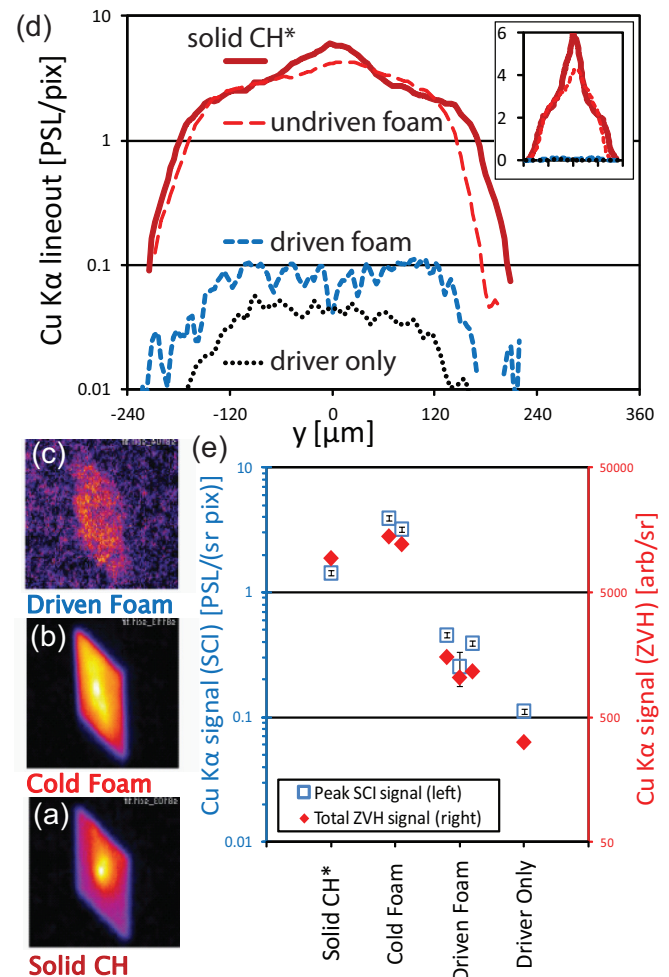 (d)
solid CH*
undriven foam
driven foam
driver only
Cu Kα lineout [PSL/pix]
10
1
0.1
0.01
-240 -120 0 120 240 360
y [μm]
6
4
2
0
(c)
Driven Foam
(b)
Cold Foam
(a)
Solid CH
(e)
Cu Kα signal (SCI) [PSL/(sr pix)]
10
1
0.1
0.01
Cu Kα signal (ZVH) [arb/sr]
50000
5000
500
50
Peak SCI signal (left)
Total ZVH signal (right)
Solid CH*
Cold Foam
Driven Foam
Driver Only